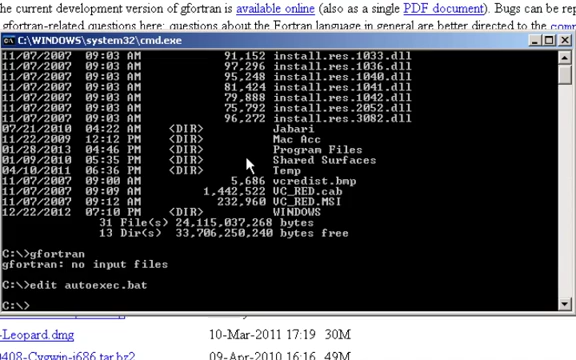 he current development version of gfortran is available online (also as a single PDF document). Bugs can be rep
gfortran-related questions here; questions about the Fortran language in general are better directed to the com
C:\WINDOWS\system32\cmd.exe
11/07/2007 09:03 AM 91,152 install.res.1033.dll
11/07/2007 09:03 AM 97,296 install.res.1036.dll
11/07/2007 09:03 AM 95,248 install.res.1040.dll
11/07/2007 09:03 AM 81,424 install.res.1041.dll
11/07/2007 09:03 AM 79,888 install.res.1042.dll
11/07/2007 09:03 AM 75,792 install.res.2052.dll
11/07/2007 09:03 AM 96,272 install.res.3082.dll
07/21/2010 04:22 AM <DIR> Jabari
11/22/2009 12:12 PM <DIR> Mac Acc
01/28/2013 04:46 PM <DIR> Program Files
01/09/2010 05:35 PM <DIR> Shared Surfaces
04/10/2011 06:36 PM <DIR> Temp
11/07/2007 09:00 AM 5,686 vcredist.bmp
11/07/2007 09:09 AM 1,442,522 VC_RED.cab
11/07/2007 09:12 AM 232,960 VC_RED.MSI
12/22/2012 07:10 PM <DIR> WINDOWS
31 File(s) 24,115,037,268 bytes
13 Dir(s) 33,706,250,240 bytes free
C:\>gfortran
gfortran: no input files
C:\>edit autoexec.bat
C:\>
-Leopard.dmg 10-Mar-2011 17:19 30M
0408-Cygwin-i686.tar.bz2 09-Apr-2010 16:16 49M